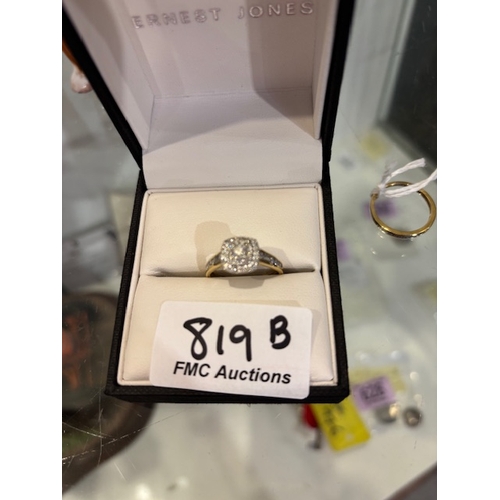 ERNEST JONES
819 B
FMC Auctions